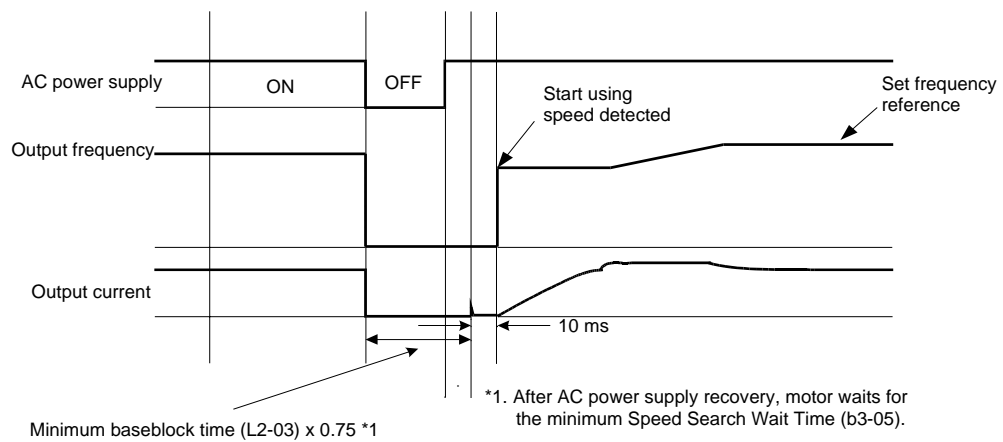 AC power supply
ON
OFF
Start using
speed detected
Set frequency
reference
Output frequency
Output current
10 ms
*1. After AC power supply recovery, motor waits for
the minimum Speed Search Wait Time (b3-05).
Minimum baseblock time (L2-03) x 0.75 *1